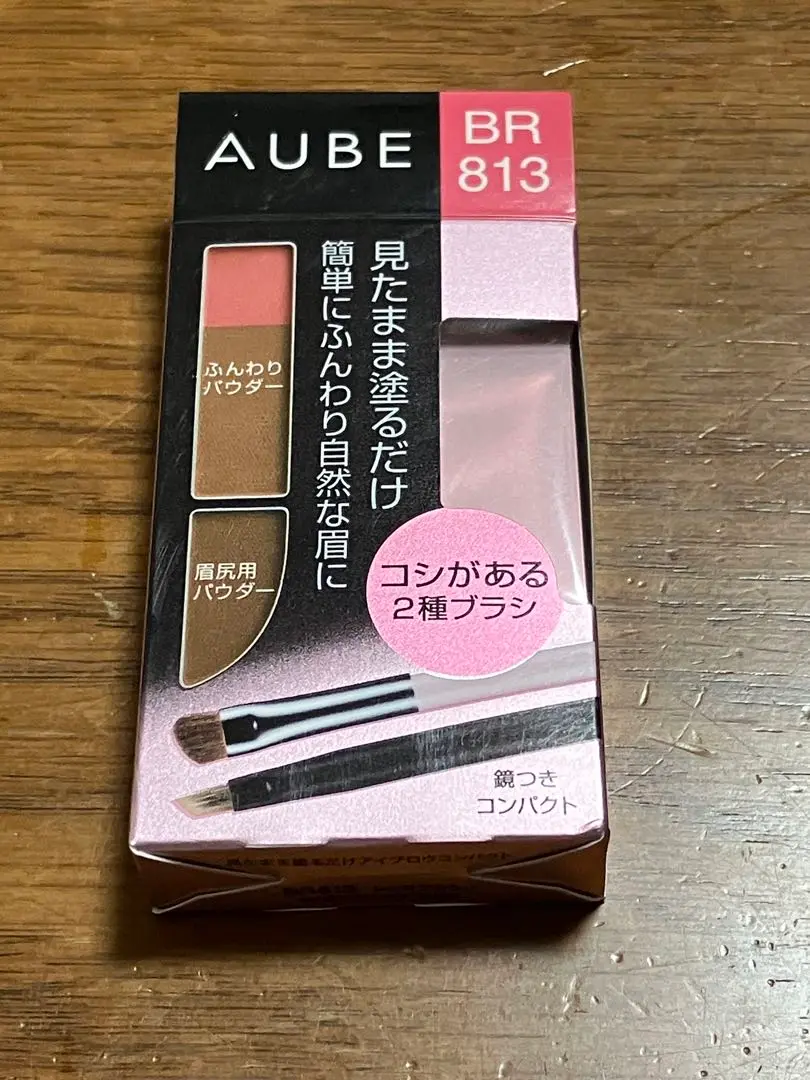 AUBE
BR
813
見たまま塗るだけ
簡単にふんわり自然な眉に
ふんわり
パウダー
眉尻用
パウダー
コシがある
2種ブラシ
鏡つき
コンパクト